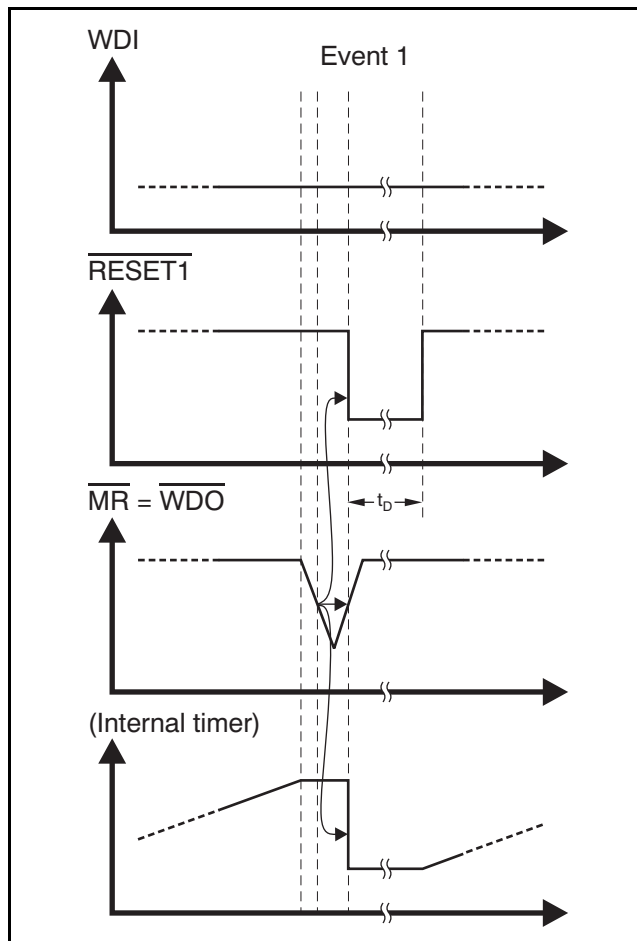 WDI
Event 1
RESET1
MR = WDO
tD
(Internal timer)